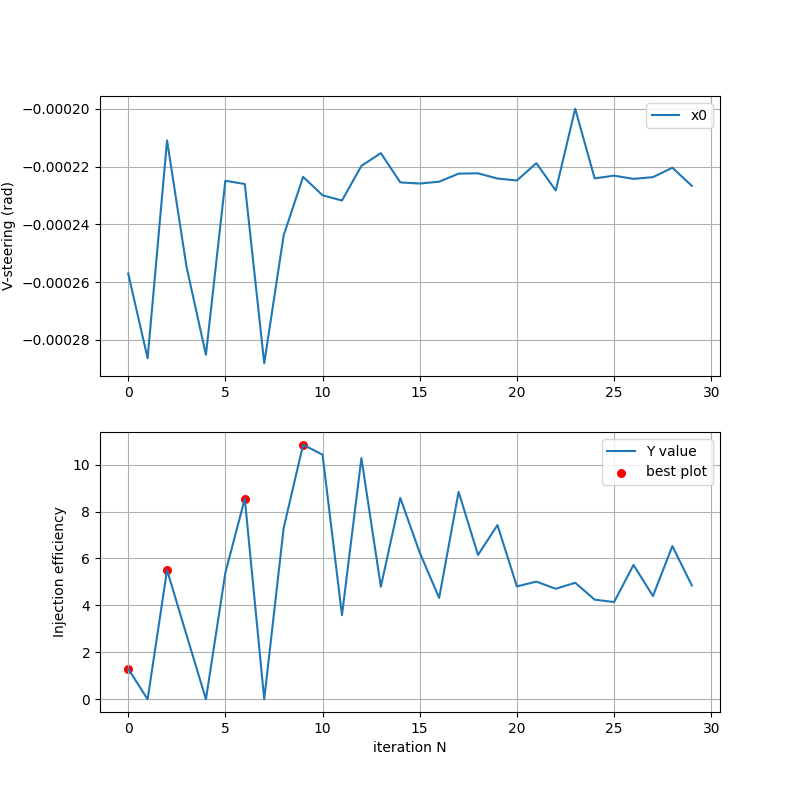 x0
−0.00020
−0.00022
−0.00024
−0.00026
−0.00028
V-steering (rad)
0 5 10 15 20 25 30
Y value
best plot
10
8
6
4
2
0
Injection efficiency
0 5 10 15 20 25 30
iteration N